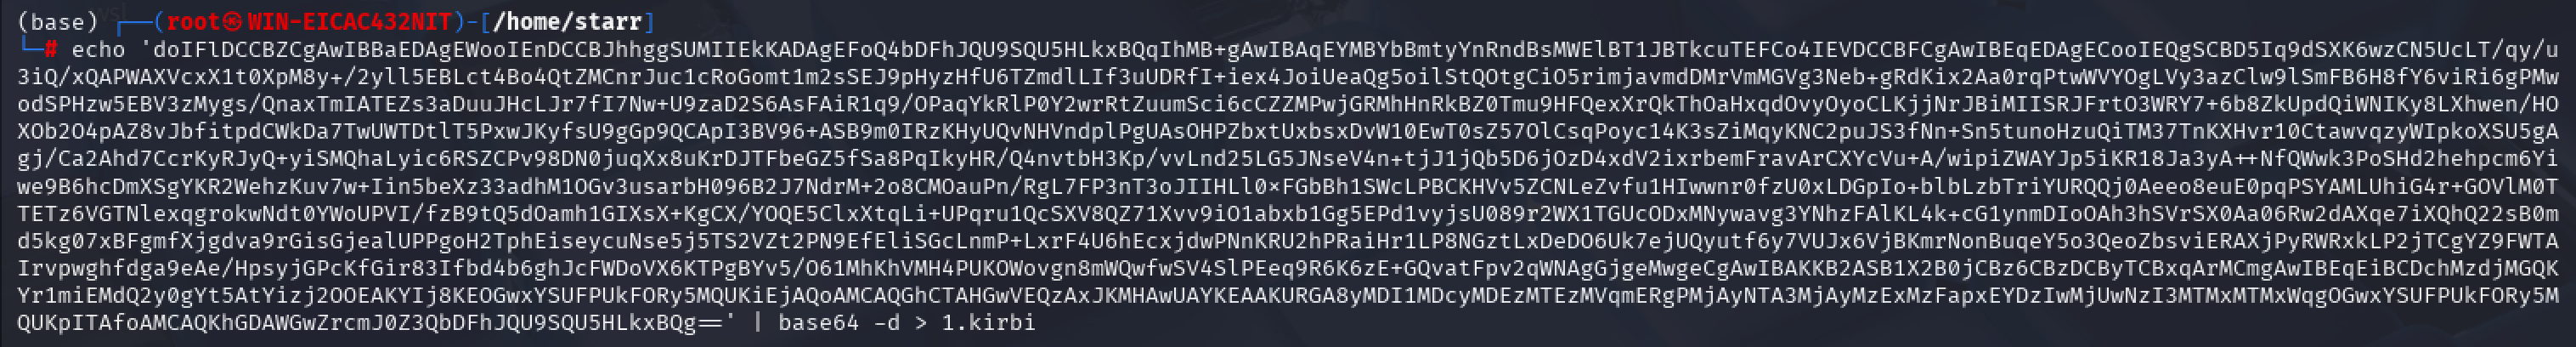 (base) ┌──(root㉿WIN-EICAC432NIT)-[/home/starr]
└─# echo 'doIFlDCCBZCgAwIBBaEDAgEWooIEnDCCBJhhggSUMIIEkKADAgEFoQ4bDFhJQU9SQU5HLkxBQqIhMB+gAwIBAqEYMBYbBmtyYnRndBsMWElBT1JBTkcuTEFCo4IEVDCCBFCgAwIBEqEDAgECooIEQgSCBD5Iq9dSXK6wzCN5UcLT/qy/u
3iQ/xQAPWAXVcxX1t0XpM8y+/2yll5EBLct4Bo4QtZMCnrJuc1cRoGomt1m2sSEJ9pHyzHfU6TZmdlLIf3uUDRfI+iex4JoiUeaQg5oilStQOtgCiO5rimjavmdDMrVmMGVg3Neb+gRdKix2Aa0rqPtwWVYOgLVy3azClw9lSmFB6H8fY6viRi6gPMw
odSPHzw5EBV3zMygs/QnaxTmIATEZs3aDuuJHcLJr7fI7Nw+U9zaD2S6AsFAiR1q9/OPaqYkRlP0Y2wrRtZuumSci6cCZZMPwjGRMhHnRkBZ0Tmu9HFQexXrQkThOaHxqdOvyOyoCLKjjNrJBiMIISRJFrtO3WRY7+6b8ZkUpdQiWNIKy8LXhwen/HO
XOb2O4pAZ8vJbfitpdCWkDa7TwUWTDtlT5PxwJKyfsU9gGp9QCApI3BV96+ASB9m0IRzKHyUQvNHVndplPgUAsOHPZbxtUxbsxDvW10EwT0sZ57OlCsqPoyc14K3sZiMqyKNC2puJS3fNn+Sn5tunoHzuQiTM37TnKXHvr10CtawvqzyWIpkoXSU5gA
gj/Ca2Ahd7CcrKyRJyQ+yiSMQhaLyic6RSZCPv98DN0juqXx8uKrDJTFbeGZ5fSa8PqIkyHR/Q4nvtbH3Kp/vvLnd25LG5JNseV4n+tjJ1jQb5D6jOzD4xdV2ixrbemFravArCXYcVu+A/wipiZWAYJp5iKR18Ja3yA++NfQWwk3PoSHd2hehpcm6Yi
we9B6hcDmXSgYKR2WehzKuv7w+Iin5beXz33adhM1OGv3usarbH096B2J7NdrM+2o8CMOauPn/RgL7FP3nT3oJIIHLl0×FGbBh1SWcLPBCKHVv5ZCNLeZvfu1HIwwnr0fzU0xLDGpIo+blbLzbTriYURQQj0Aeeo8euE0pqPSYAMLUhiG4r+GOVlM0T
TETz6VGTNlexqgrokwNdt0YWoUPVI/fzB9tQ5dOamh1GIXsX+KgCX/YOQE5ClxXtqLi+UPqru1QcSXV8QZ71Xvv9iO1abxb1Gg5EPd1vyjsU089r2WX1TGUcODxMNywavg3YNhzFAlKL4k+cG1ynmDIoOAh3hSVrSX0Aa06Rw2dAXqe7iXQhQ22sB0m
d5kg07xBFgmfXjgdva9rGisGjealUPPgoH2TphEiseycuNse5j5TS2VZt2PN9EfEliSGcLnmP+LxrF4U6hEcxjdwPNnKRU2hPRaiHr1LP8NGztLxDeDO6Uk7ejUQyutf6y7VUJx6VjBKmrNonBuqeY5o3QeoZbsviERAXjPyRWRxkLP2jTCgYZ9FWTA
Irvpwghfdga9eAe/HpsyjGPcKfGir83Ifbd4b6ghJcFWDoVX6KTPgBYv5/O61MhKhVMH4PUKOWovgn8mWQwfwSV4SlPEeq9R6K6zE+GQvatFpv2qWNAgGjgeMwgeCgAwIBAKKB2ASB1X2B0jCBz6CBzDCByTCBxqArMCmgAwIBEqEiBCDchMzdjMGQK
Yr1miEMdQ2y0gYt5AtYizj2OOEAKYIj8KEOGwxYSUFPUkFORy5MQUKiEjAQoAMCAQGhCTAHGwVEQzAxJKMHAwUAYKEAAKURGA8yMDI1MDcyMDEzMTEzMVqmERgPMjAyNTA3MjAyMzExMzFapxEYDzIwMjUwNzI3MTMxMTMxWqgOGwxYSUFPUkFORy5M
QUKpITAfoAMCAQKhGDAWGwZrcmJ0Z3QbDFhJQU9SQU5HLkxBQg==' | base64 -d > 1.kirbi